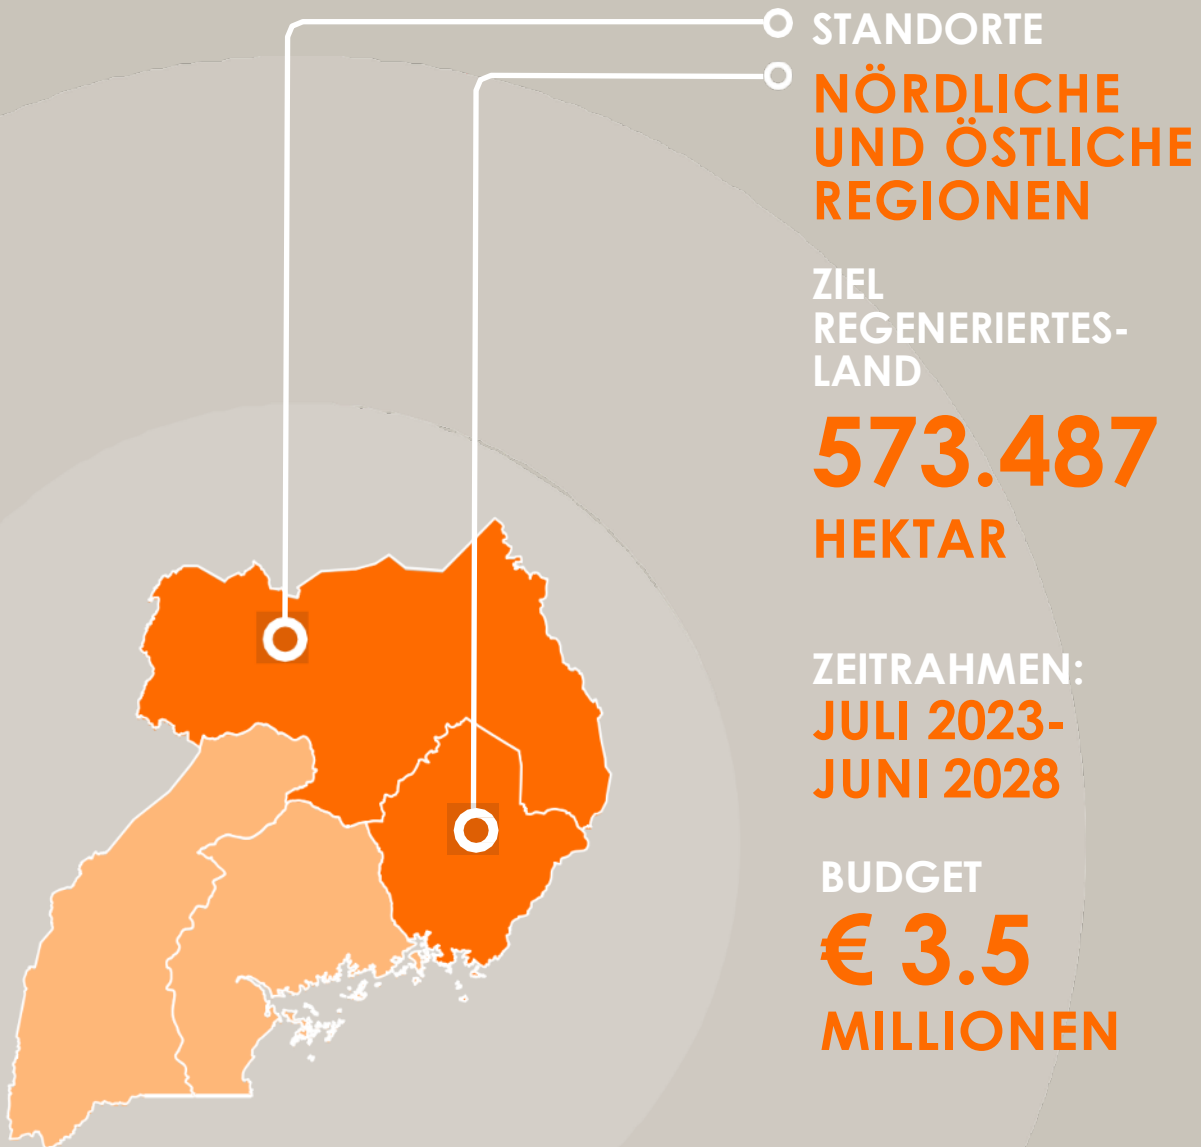 STANDORTE
NÖRDLICHE
UND ÖSTLICHE
REGIONEN
ZIEL
REGENERIERTES-
LAND
573.487
HEKTAR
ZEITRAHMEN:
JULI 2023-
JUNI 2028
BUDGET
€ 3.5
MILLIONEN